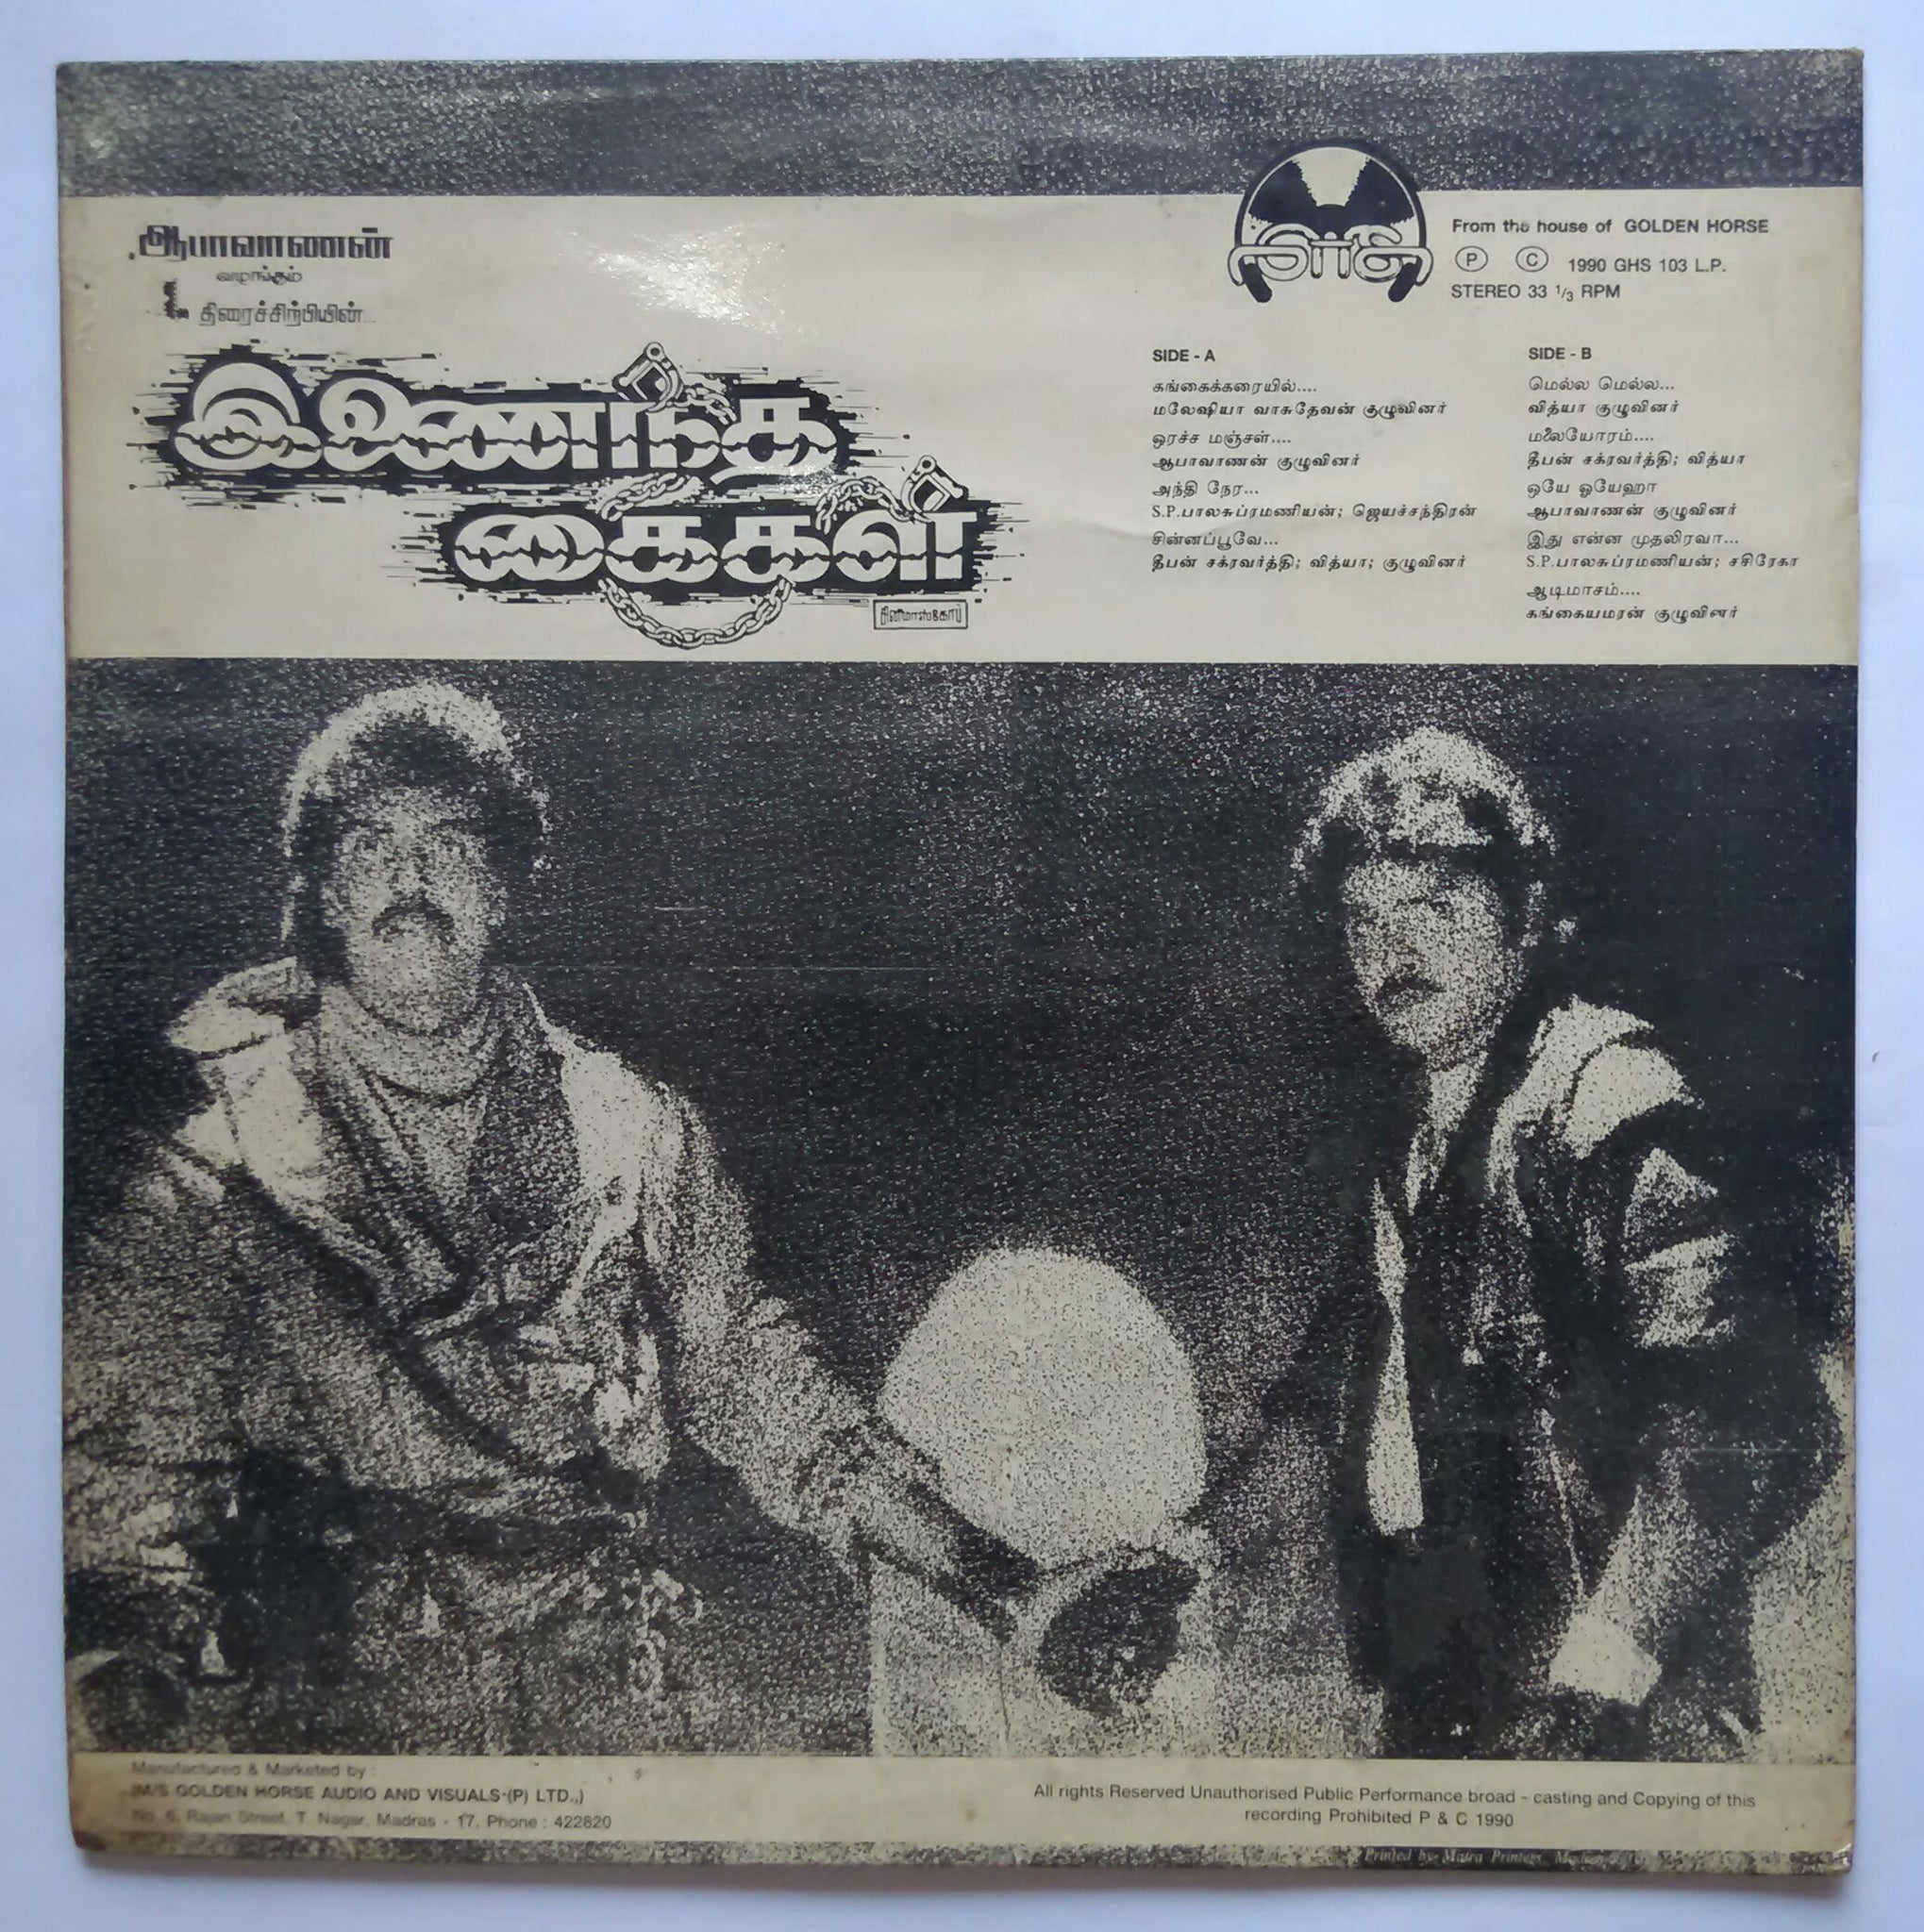 ஆபாவாணன்
வழங்கும்
திரைச்சிற்பியின்...
இணைந்த
கைகள்
சினிமாஸ்கோப்
From the house of GOLDEN HORSE
Ⓟ Ⓒ 1990 GHS 103 L.P.
STEREO 33 1/3 RPM
SIDE - A
கங்கைக்கரையில்....
மலேஷியா வாசுதேவன் குழுவினர்
ஒரச்ச மஞ்சள்....
ஆபாவாணன் குழுவினர்
அந்தி நேர...
S.P.பாலசுப்ரமணியன்; ஜெயச்சந்திரன்
சின்னப்பூவே...
தீபன் சக்ரவர்த்தி; வித்யா; குழுவினர்
SIDE - B
மெல்ல மெல்ல...
வித்யா குழுவினர்
மலையோரம்....
தீபன் சக்ரவர்த்தி; வித்யா
ஒயே ஓயேஹா
ஆபாவாணன் குழுவினர்
இது என்ன முதலிரவா...
S.P.பாலசுப்ரமணியன்; சசிரேகா
ஆடிமாசம்....
கங்கையமரன் குழுவினர்
Manufactured & Marketed by :
(M/S GOLDEN HORSE AUDIO AND VISUALS-(P) LTD.,)
No. 6, Rajan Street, T. Nagar, Madras - 17. Phone : 422820
All rights Reserved Unauthorised Public Performance broad - casting and Copying of this
recording Prohibited P & C 1990
Printed by Matra Printers,